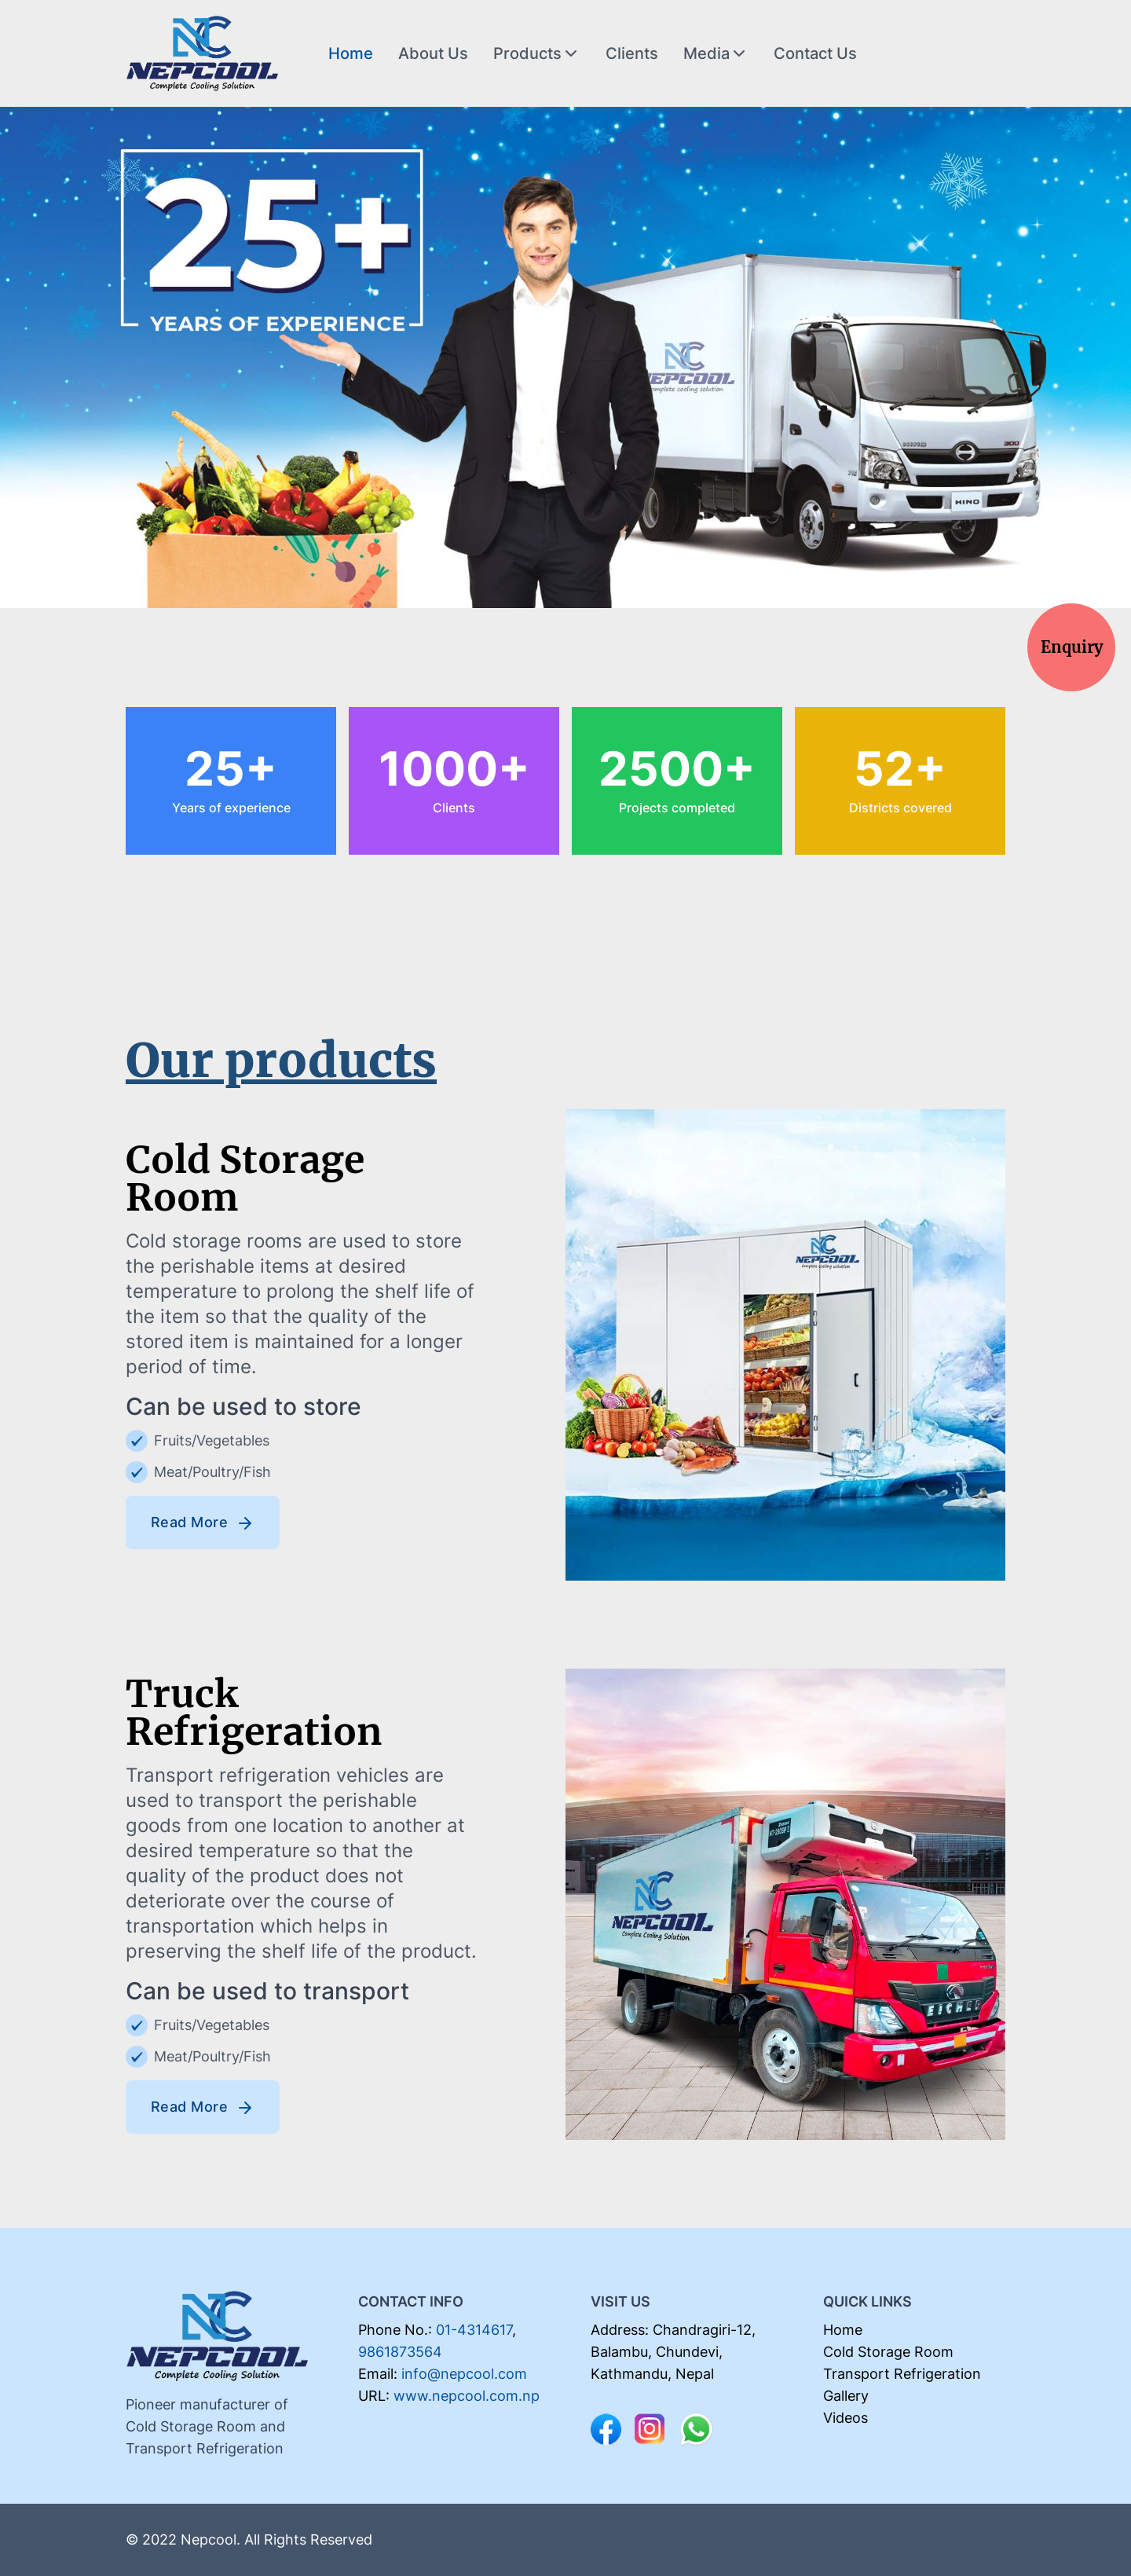 NC
NEPCOOL
Complete Cooling Solution
Home About Us Products Clients Media Contact Us
25+
YEARS OF EXPERIENCE
NC
NEPCOOL
complete cooling solution
HINO 300
HINO
Enquiry
25+ 1000+ 2500+ 52+
Years of experience Clients Projects completed Districts covered
Our products
Cold Storage
Room
Cold storage rooms are used to store
the perishable items at desired
temperature to prolong the shelf life of
the item so that the quality of the
stored item is maintained for a longer
period of time.
Can be used to store
Fruits/Vegetables
Meat/Poultry/Fish
Read More
NC
NEPCOOL
Complete cooling solution
Truck
Refrigeration
Transport refrigeration vehicles are
used to transport the perishable
goods from one location to another at
desired temperature so that the
quality of the product does not
deteriorate over the course of
transportation which helps in
preserving the shelf life of the product.
Can be used to transport
Fruits/Vegetables
Meat/Poultry/Fish
Read More
NC
NEPCOOL
Complete Cooling Solution
EICHER
NC
NEPCOOL
Complete Cooling Solution
Pioneer manufacturer of
Cold Storage Room and
Transport Refrigeration
CONTACT INFO
Phone No.: 01-4314617,
9861873564
Email: info@nepcool.com
URL: www.nepcool.com.np
VISIT US
Address: Chandragiri-12,
Balambu, Chundevi,
Kathmandu, Nepal
QUICK LINKS
Home
Cold Storage Room
Transport Refrigeration
Gallery
Videos
© 2022 Nepcool. All Rights Reserved